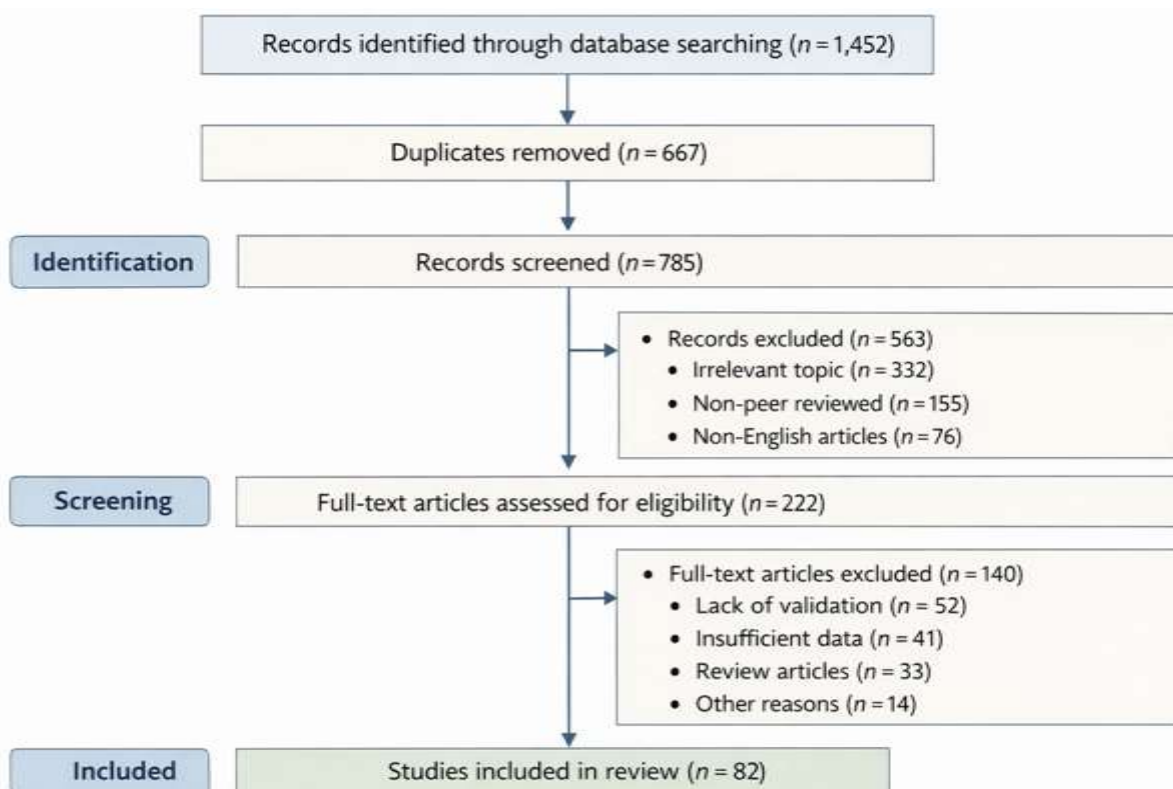 Records identified through database searching (n = 1,452)
Duplicates removed (n = 667)
Identification
Records screened (n = 785)
• Records excluded (n = 563)
• Irrelevant topic (n = 332)
• Non-peer reviewed (n = 155)
• Non-English articles (n = 76)
Screening
Full-text articles assessed for eligibility (n = 222)
• Full-text articles excluded (n = 140)
• Lack of validation (n = 52)
• Insufficient data (n = 41)
• Review articles (n = 33)
• Other reasons (n = 14)
Included
Studies included in review (n = 82)